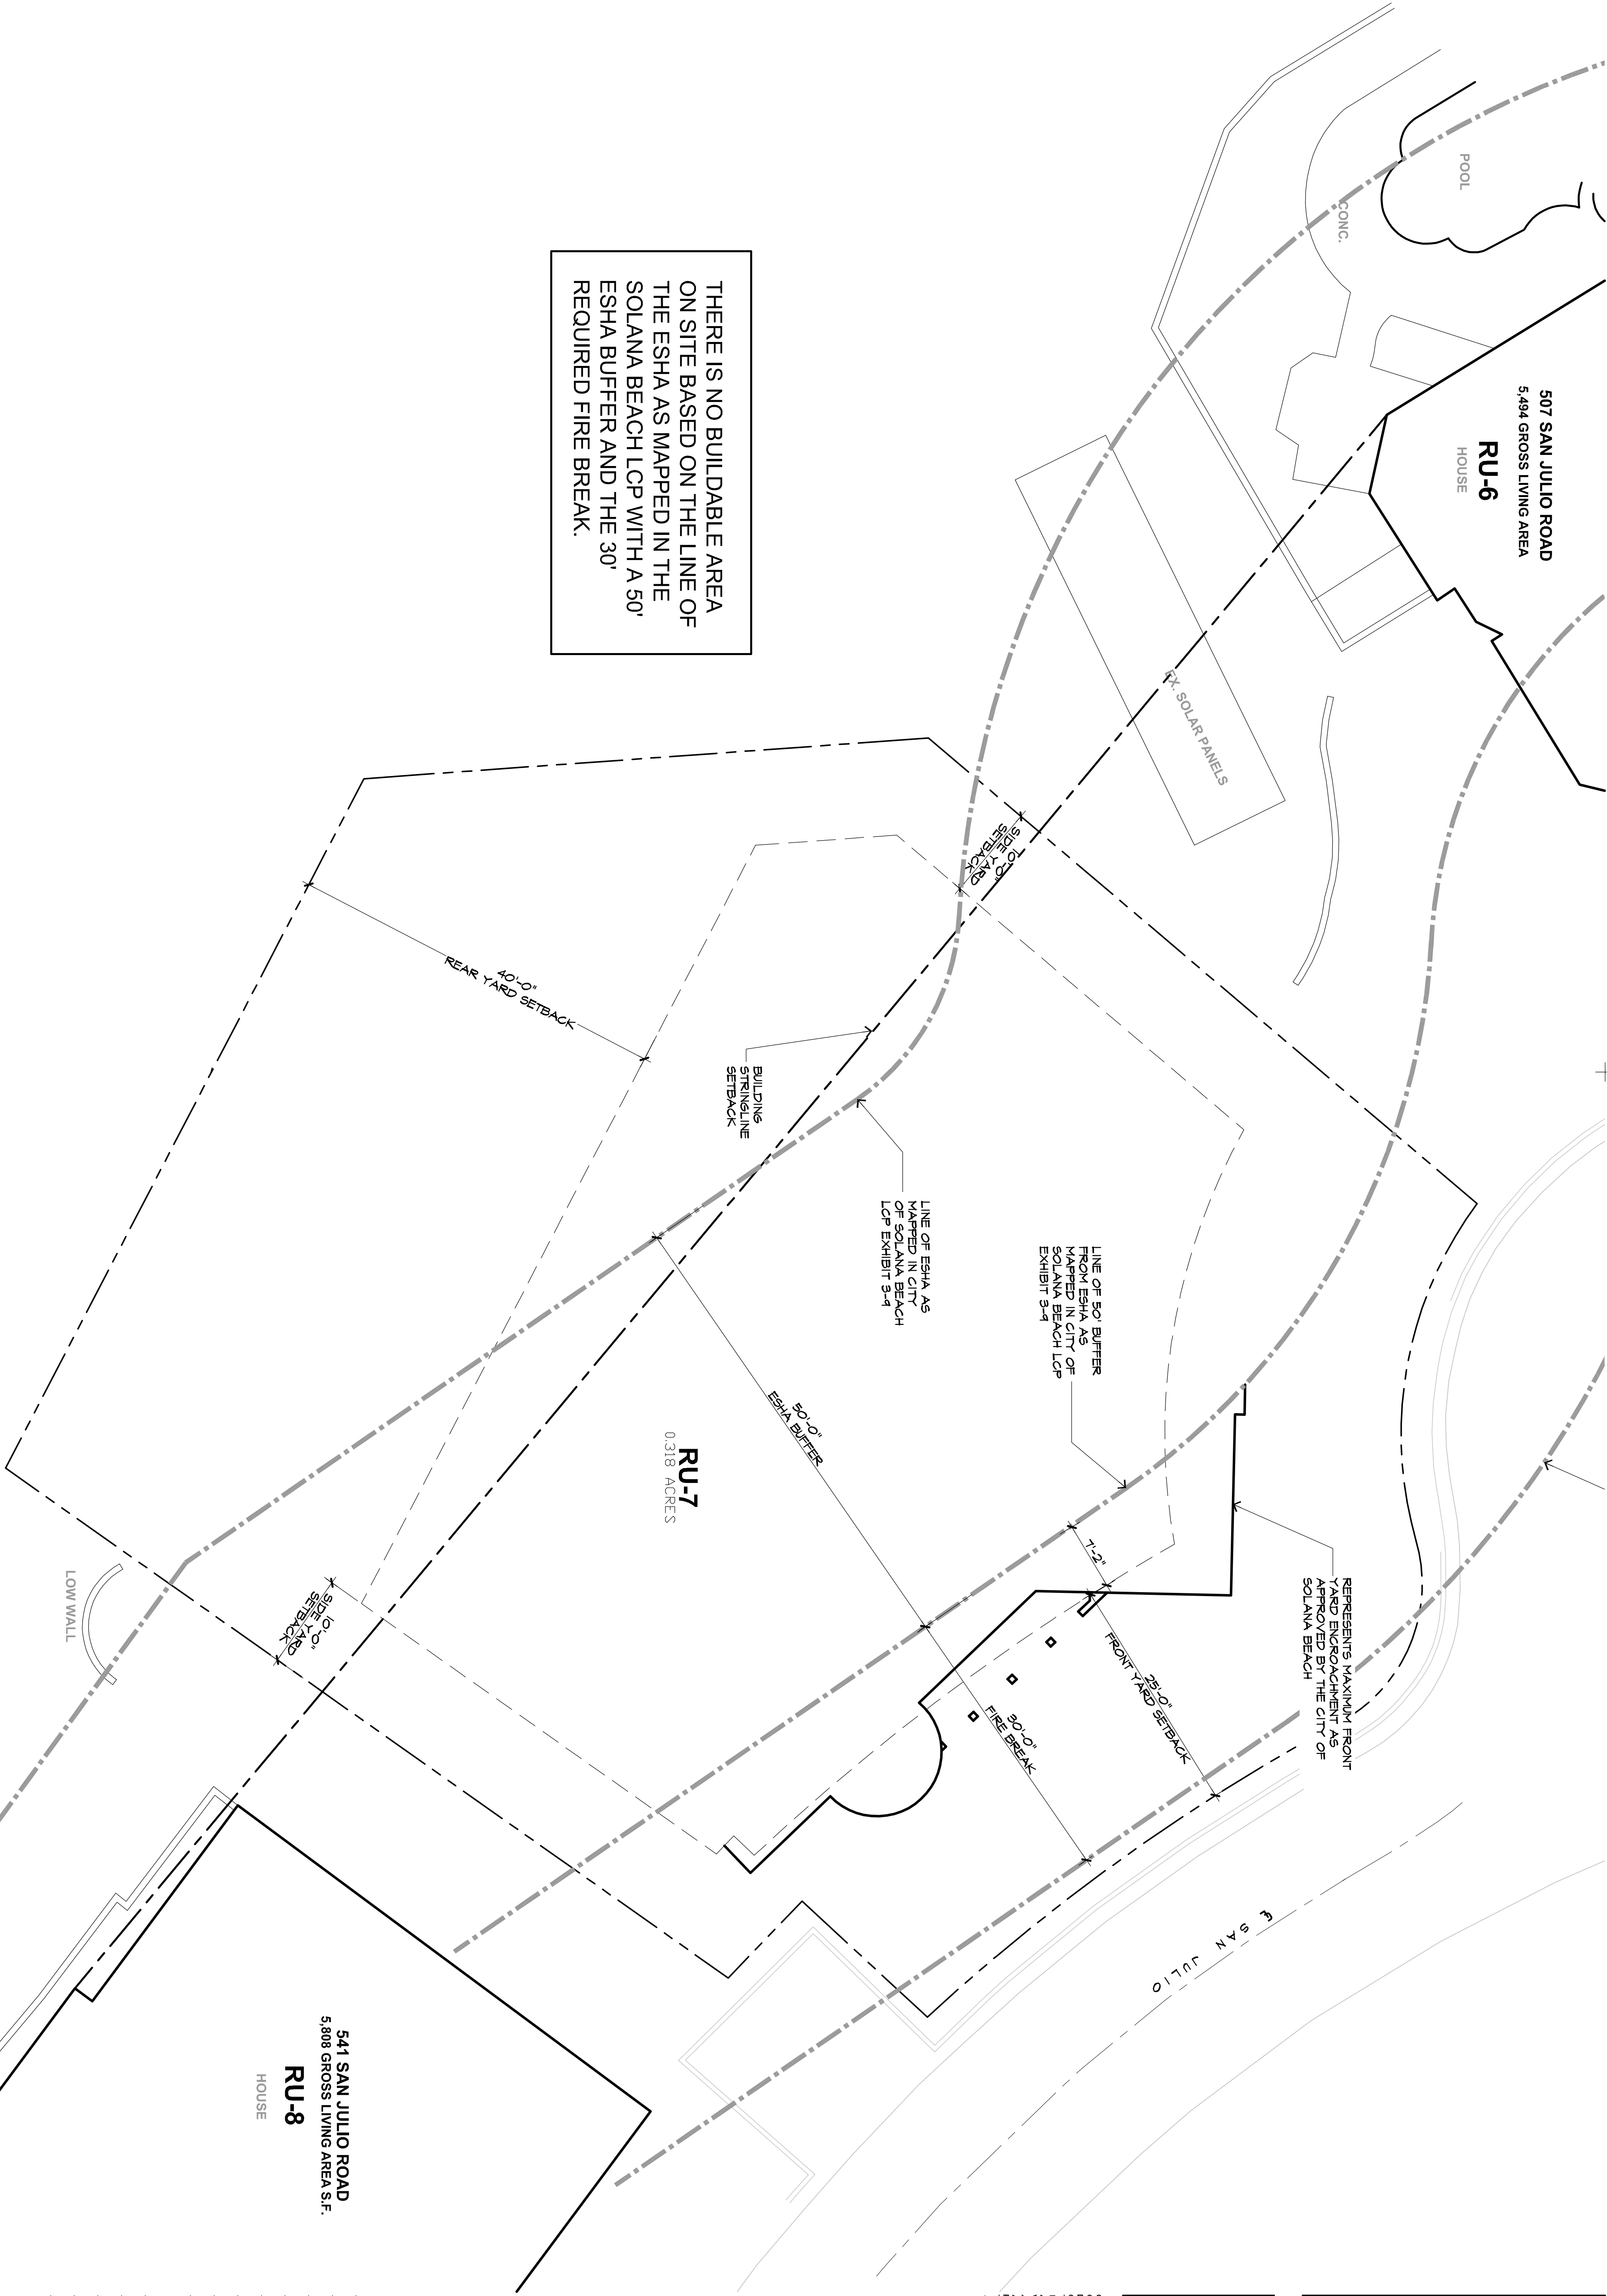 POOL
CONC.
507 SAN JULIO ROAD
5,494 GROSS LIVING AREA
RU-6
HOUSE
EX. SOLAR PANELS
THERE IS NO BUILDABLE AREA
ON SITE BASED ON THE LINE OF
THE ESHA AS MAPPED IN THE
SOLANA BEACH LCP WITH A 50'
ESHA BUFFER AND THE 30'
REQUIRED FIRE BREAK.
10'-0"
SIDE YARD
SETBACK
40'-0"
REAR YARD SETBACK
BUILDING
STRINGLINE
SETBACK
LINE OF ESHA AS
MAPPED IN CITY
OF SOLANA BEACH
LCP EXHIBIT 3-9
LINE OF 50' BUFFER
FROM ESHA AS
MAPPED IN CITY OF
SOLANA BEACH LCP
EXHIBIT 3-9
50'-0"
ESHA BUFFER
RU-7
0.318 ACRES
7'-2"
REPRESENTS MAXIMUM FRONT
YARD ENCROACHMENT AS
APPROVED BY THE CITY OF
SOLANA BEACH
25'-0"
FRONT YARD SETBACK
30'-0"
FIRE BREAK
10'-0"
SIDE YARD
SETBACK
LOW WALL
SAN JULIO
541 SAN JULIO ROAD
5,808 GROSS LIVING AREA S.F.
RU-8
HOUSE